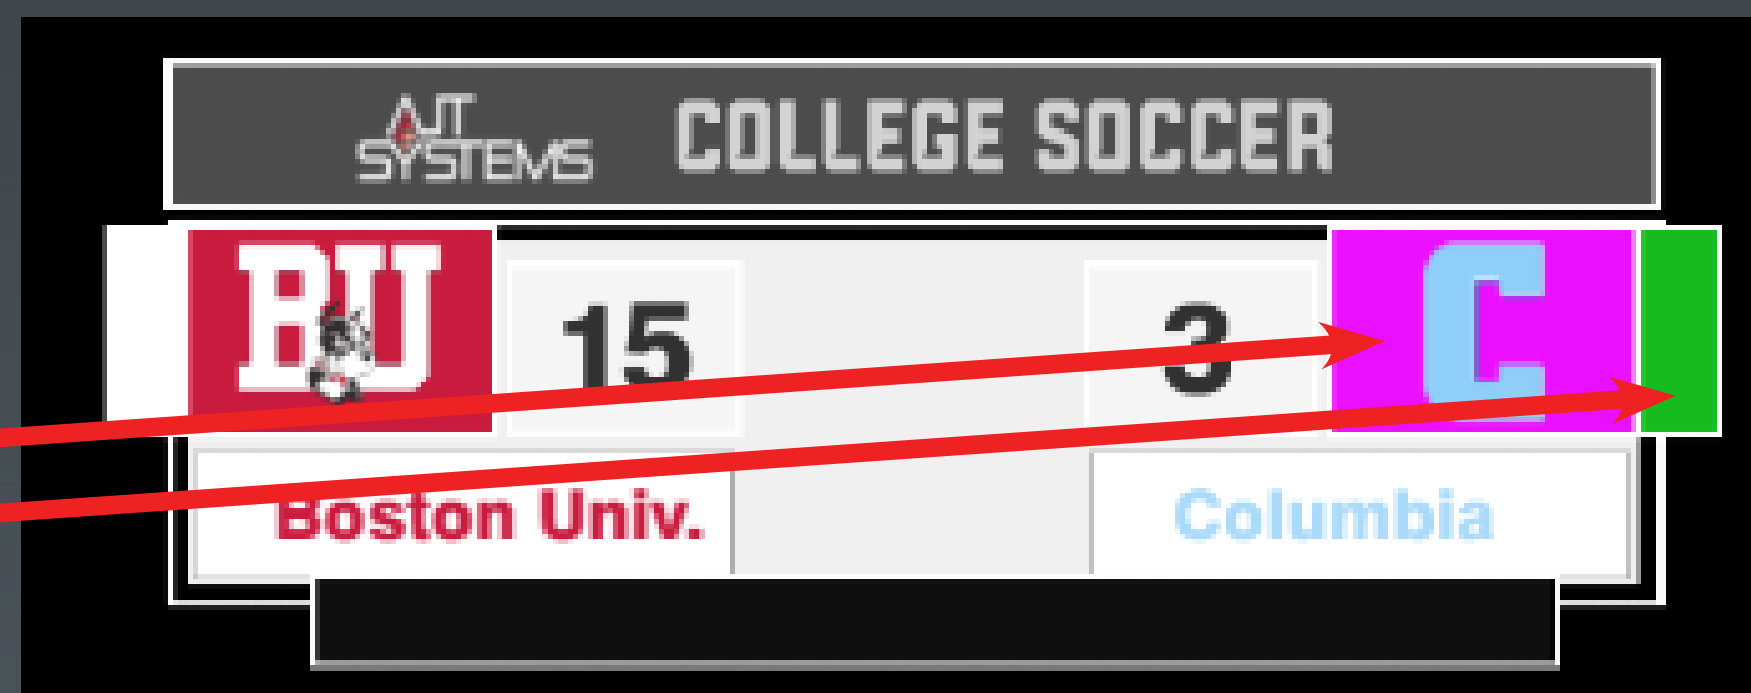 AJT
SYSTEMS
COLLEGE SOCCER
BU
15
3
C
Boston Univ.
Columbia